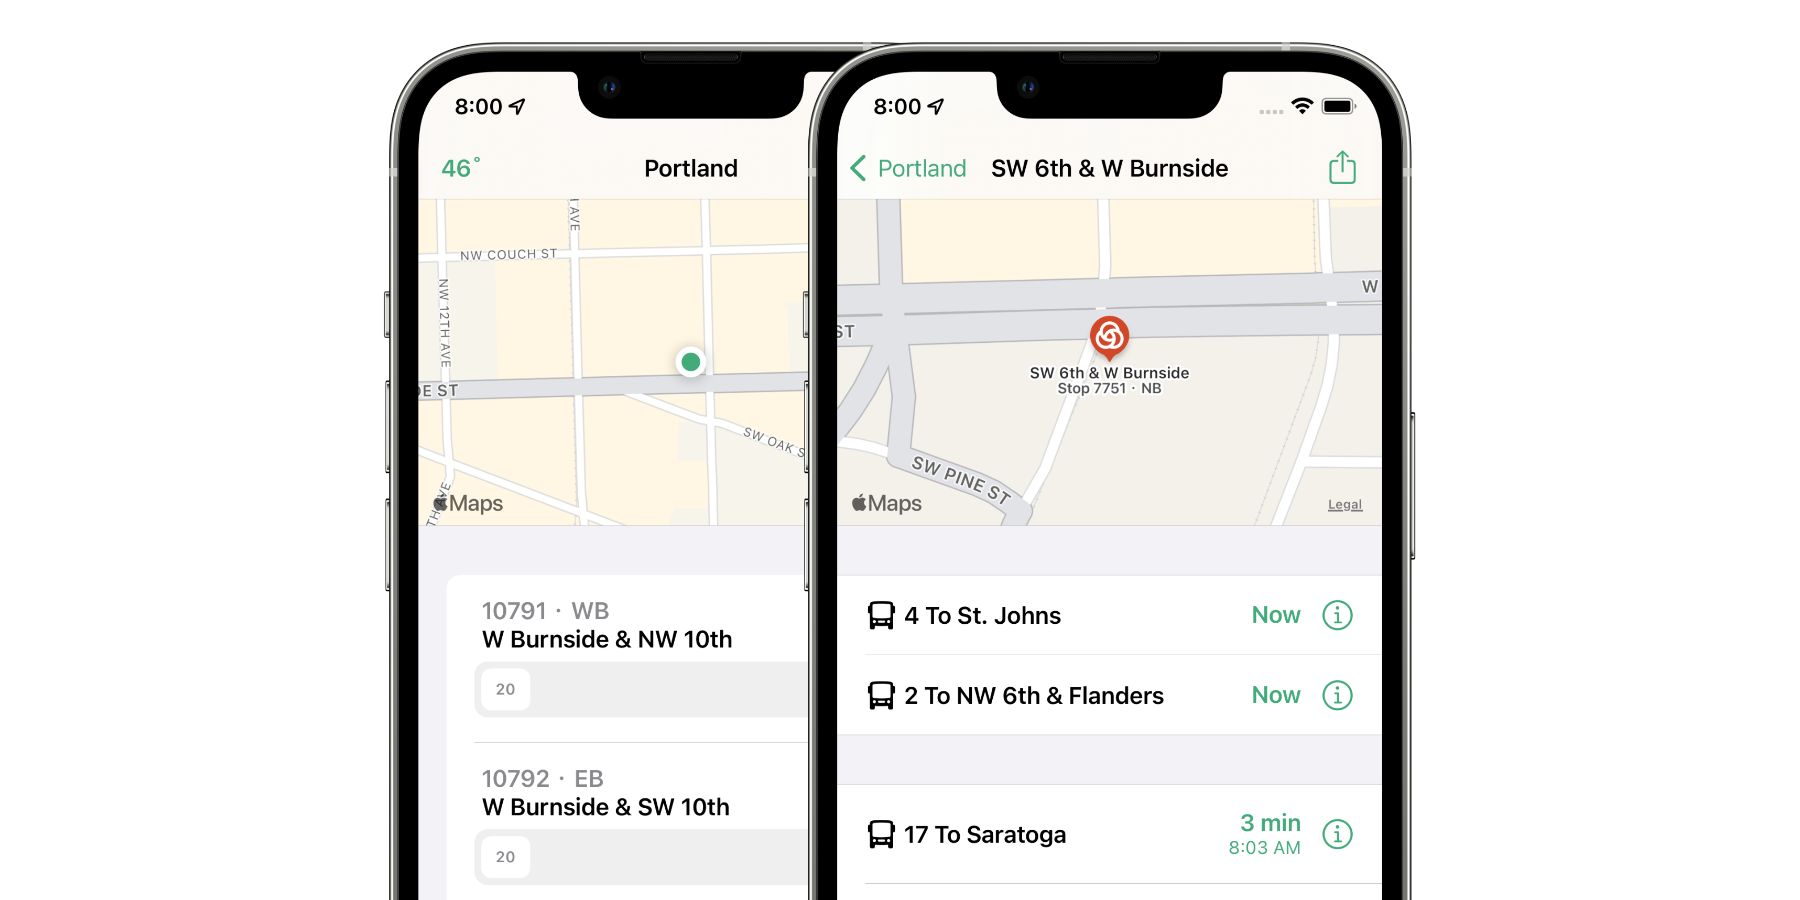 8:00
46°
Portland
AVE
NW COUCH ST
NW 12TH AVE
DE ST
SW OAK S
TH AVE
Maps
10791 · WB
W Burnside & NW 10th
20
10792 · EB
W Burnside & SW 10th
20
8:00
Portland
SW 6th & W Burnside
W
ST
SW 6th & W Burnside
Stop 7751 · NB
SW PINE ST
Maps
Legal
4 To St. Johns
Now
2 To NW 6th & Flanders
Now
17 To Saratoga
3 min
8:03 AM